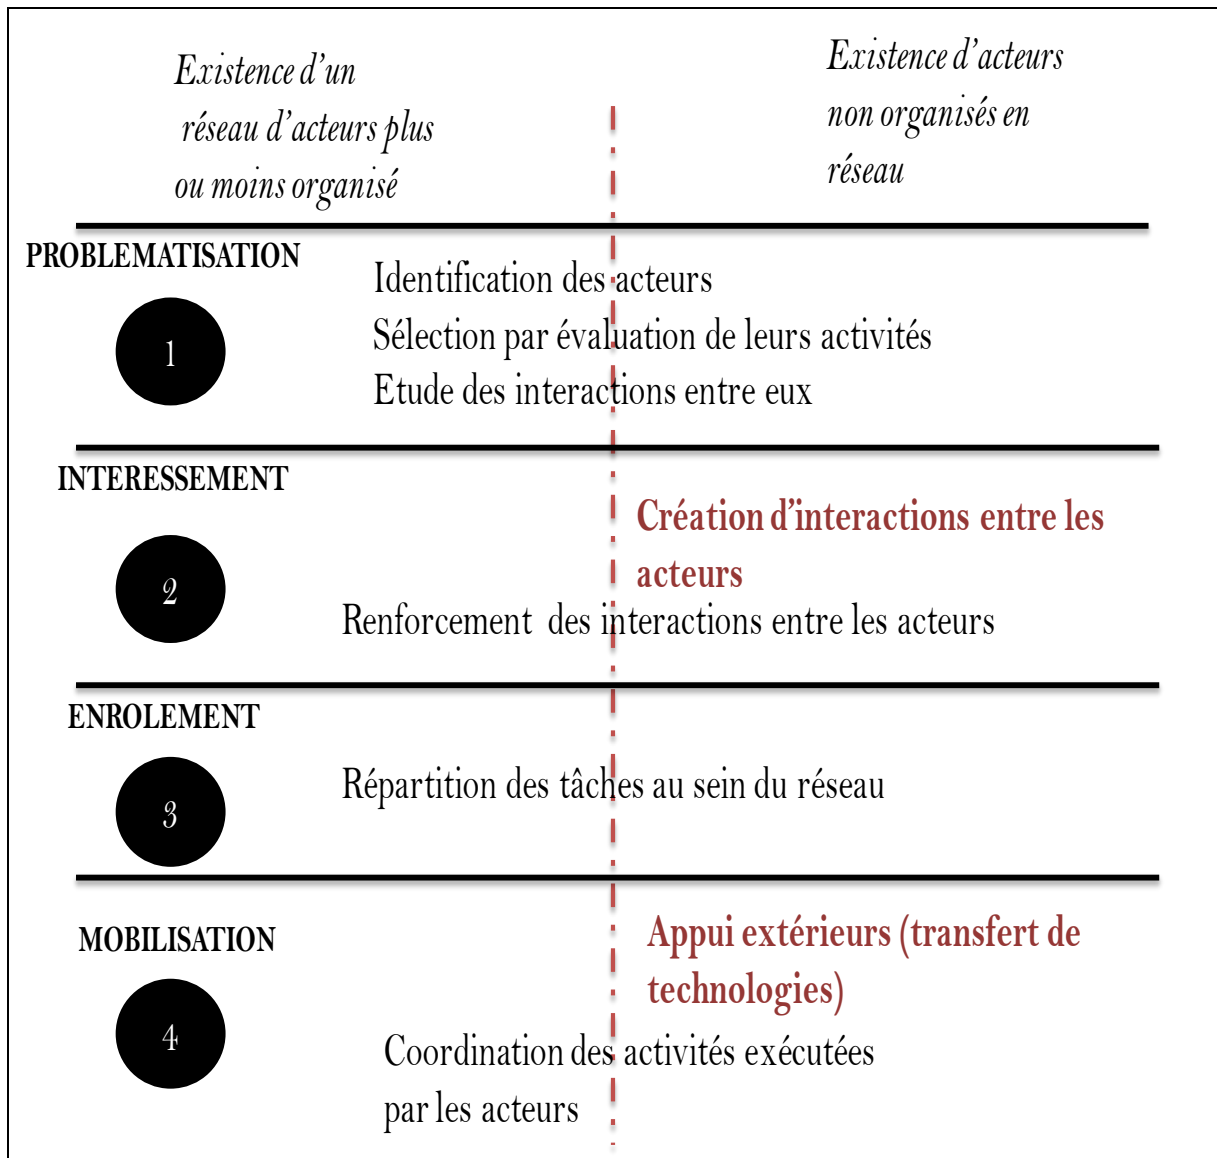 Existence d’un
réseau d’acteurs plus
ou moins organisé
Existence d’acteurs
non organisés en
réseau
PROBLEMATISATION
1
Identification des acteurs
Sélection par évaluation de leurs activités
Etude des interactions entre eux
INTERESSEMENT
2
Création d’interactions entre les
acteurs
Renforcement des interactions entre les acteurs
ENROLEMENT
3
Répartition des tâches au sein du réseau
MOBILISATION
4
Appui extérieurs (transfert de
technologies)
Coordination des activités exécutées
par les acteurs